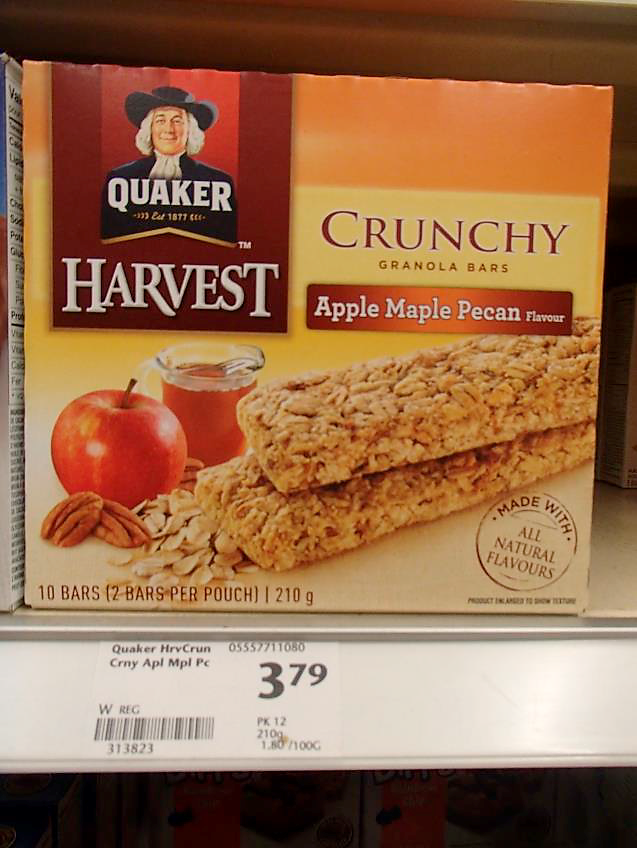 QUAKER
Est 1877
TM
HARVEST
CRUNCHY
GRANOLA BARS
Apple Maple Pecan Flavour
MADE WITH
ALL
NATURAL
FLAVOURS
10 BARS (2 BARS PER POUCH) | 210 g
PRODUCT ENLARGED TO SHOW TEXTURE
Quaker HrvCrun 05557711080
Crny Apl Mpl Pc
3 79
W REG
PK 12
210g
313823
1.80 /100G